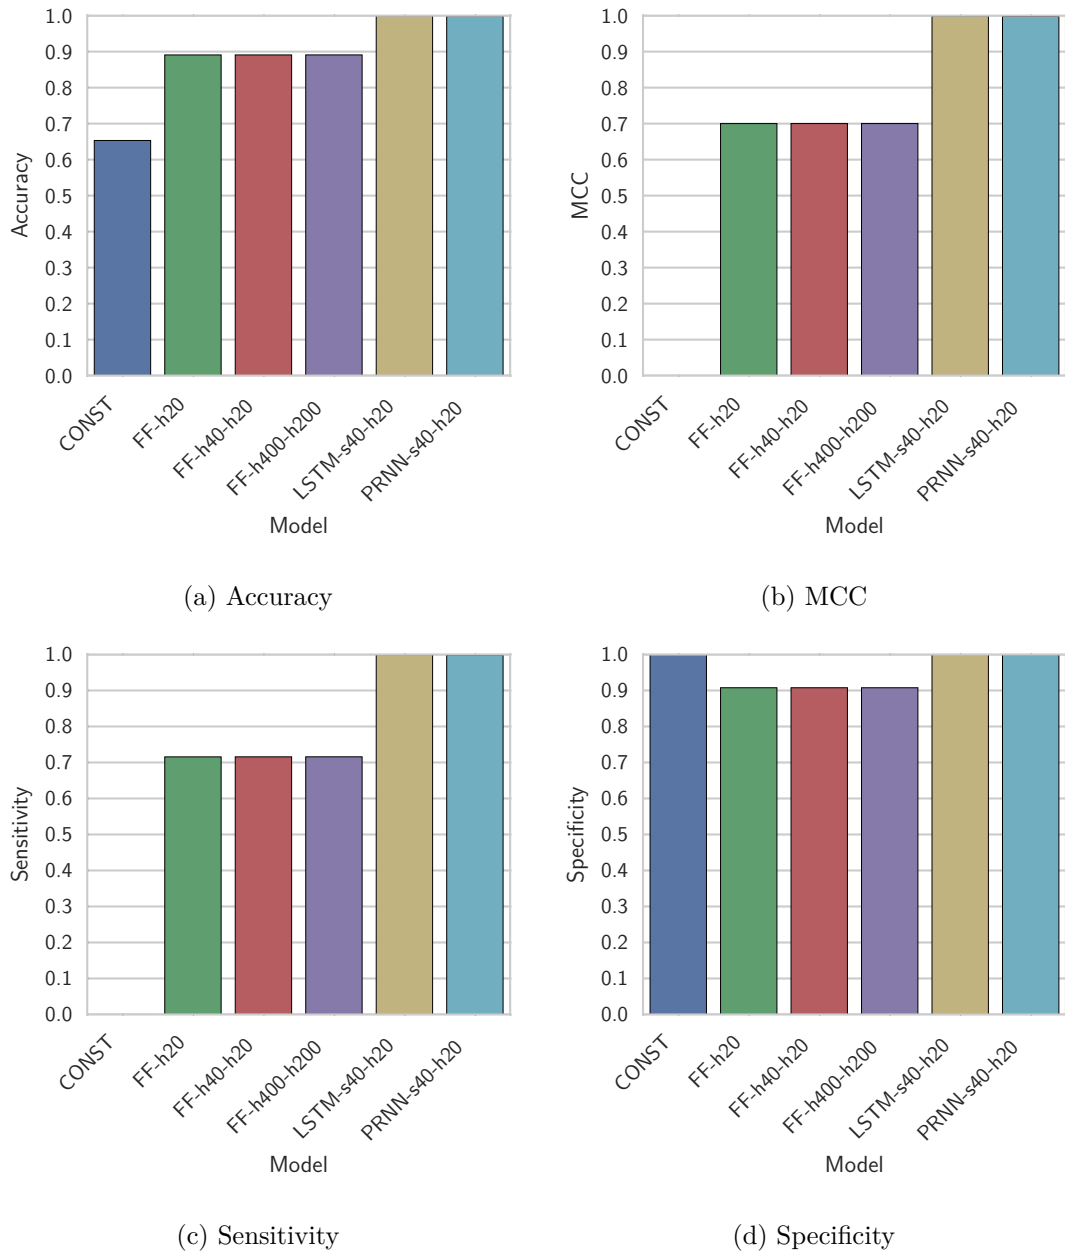 1.0
0.9
0.8
0.7
0.6
0.5
0.4
0.3
0.2
0.1
0.0
Accuracy
CONST
FF-h20
FF-h40-h20
FF-h400-h200
LSTM-s40-h20
PRNN-s40-h20
Model
(a) Accuracy
1.0
0.9
0.8
0.7
0.6
0.5
0.4
0.3
0.2
0.1
0.0
MCC
CONST
FF-h20
FF-h40-h20
FF-h400-h200
LSTM-s40-h20
PRNN-s40-h20
Model
(b) MCC
1.0
0.9
0.8
0.7
0.6
0.5
0.4
0.3
0.2
0.1
0.0
Sensitivity
CONST
FF-h20
FF-h40-h20
FF-h400-h200
LSTM-s40-h20
PRNN-s40-h20
Model
(c) Sensitivity
1.0
0.9
0.8
0.7
0.6
0.5
0.4
0.3
0.2
0.1
0.0
Specificity
CONST
FF-h20
FF-h40-h20
FF-h400-h200
LSTM-s40-h20
PRNN-s40-h20
Model
(d) Specificity